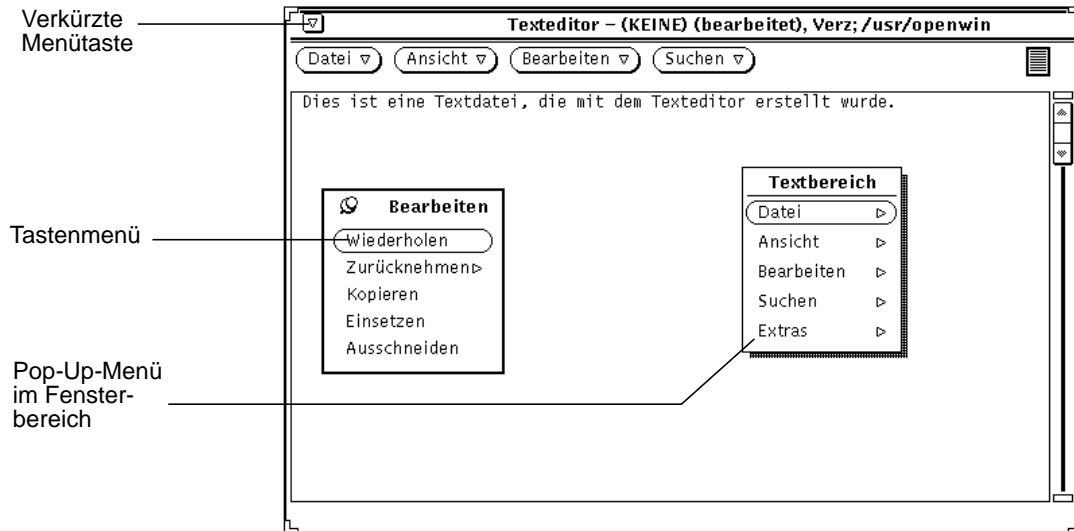 Verkürzte
Menütaste
Texteditor – (KEINE) (bearbeitet), Verz; /usr/openwin
Datei Ansicht Bearbeiten Suchen
Dies ist eine Textdatei, die mit dem Texteditor erstellt wurde.
Tastenmenü
Bearbeiten
Wiederholen
Zurücknehmen
Kopieren
Einsetzen
Ausschneiden
Textbereich
Datei
Ansicht
Bearbeiten
Suchen
Extras
Pop-Up-Menü
im Fenster-
bereich